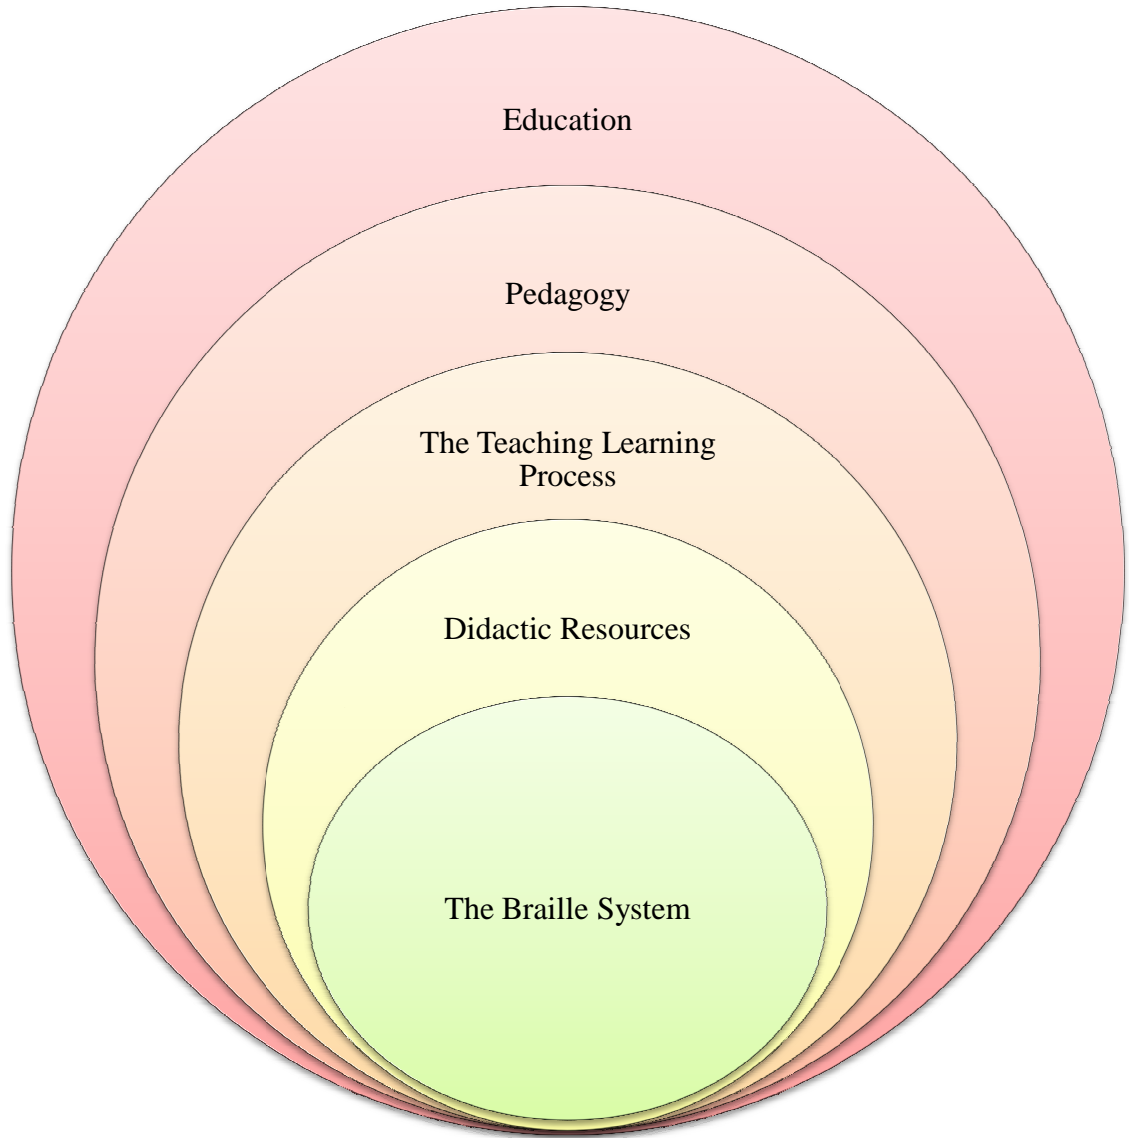 Education
Pedagogy
The Teaching Learning
Process
Didactic Resources
The Braille System